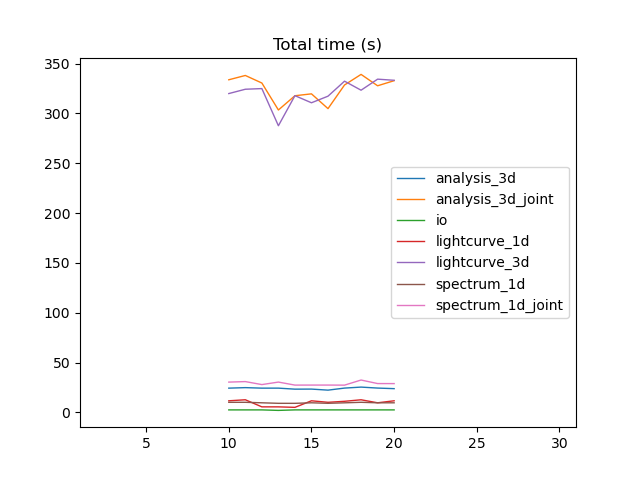 Total time (s)
350
300
250
200
150
100
50
0
analysis_3d
analysis_3d_joint
io
lightcurve_1d
lightcurve_3d
spectrum_1d
spectrum_1d_joint
5 10 15 20 25 30